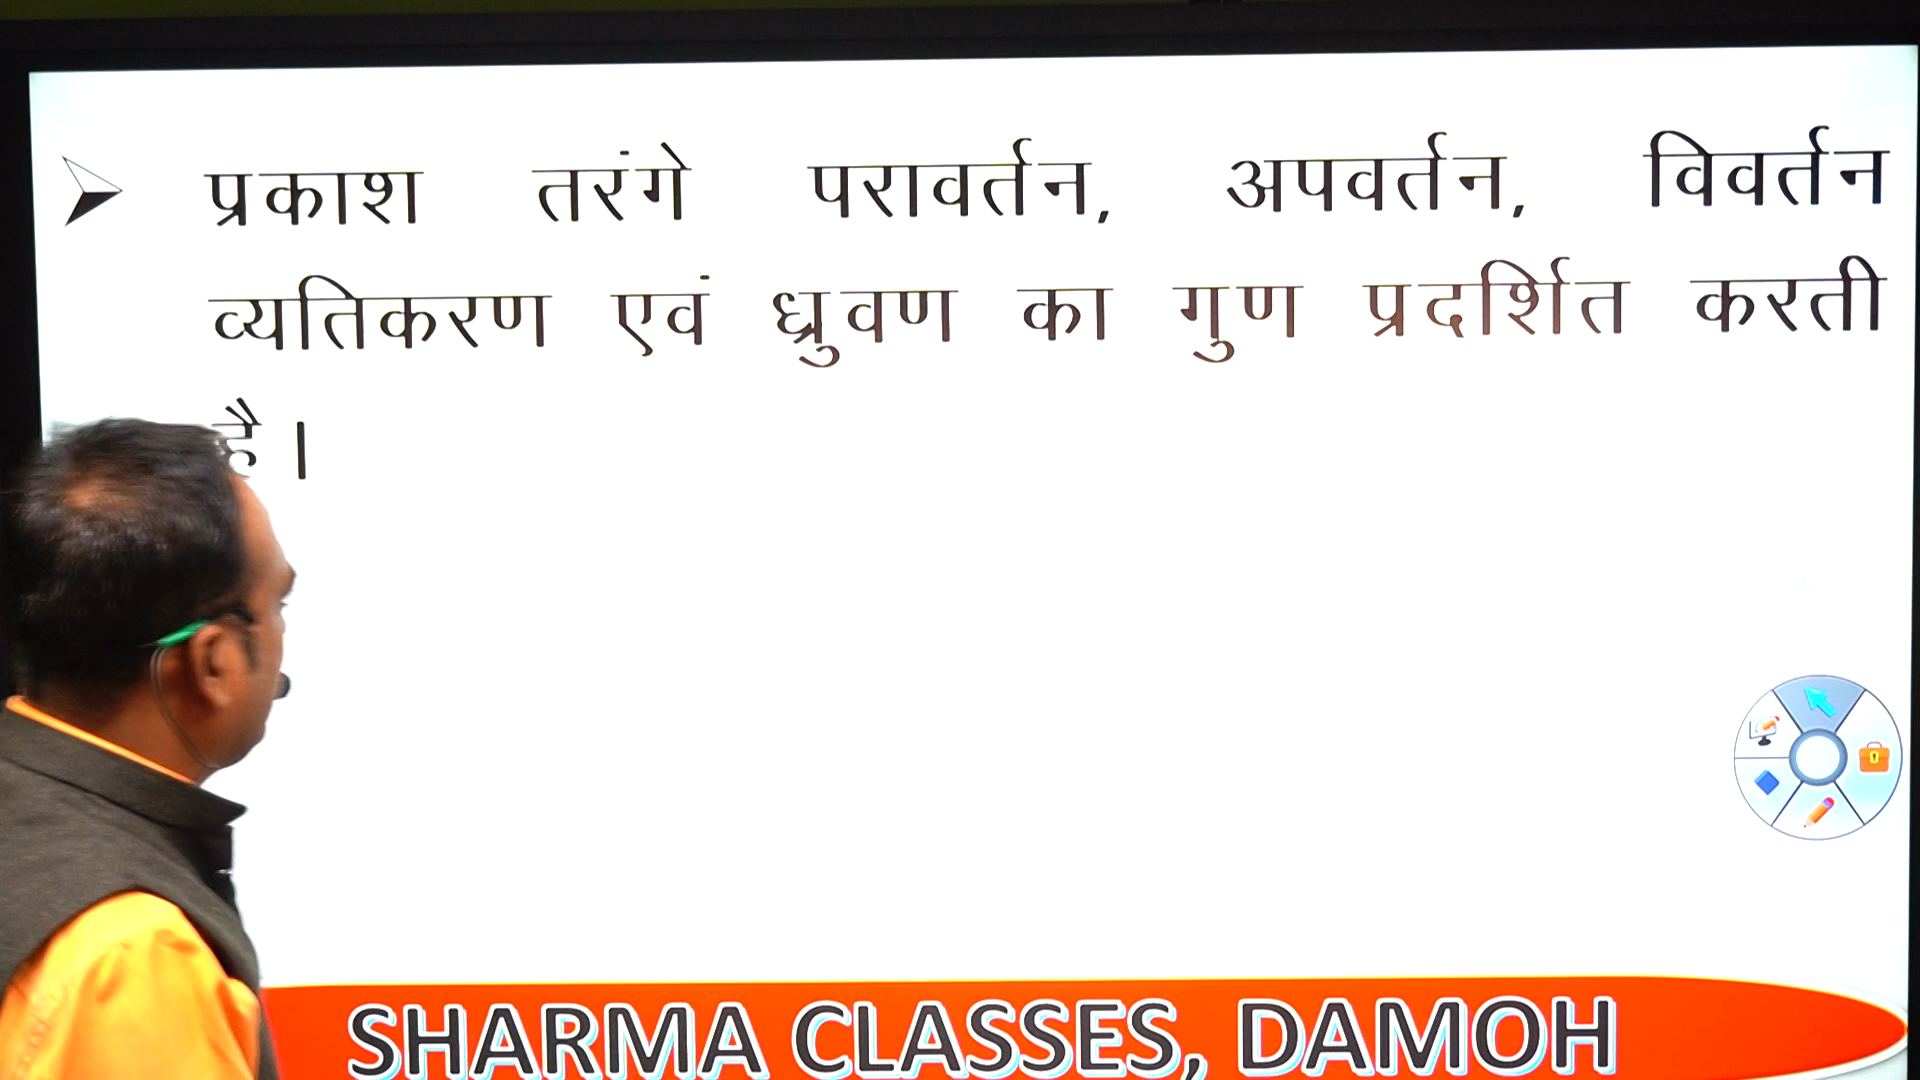 प्रकाश तरंगे परावर्तन, अपवर्तन, विवर्तन
व्यतिकरण एवं ध्रुवण का गुण प्रदर्शित करती
है।
SHARMA CLASSES, DAMOH